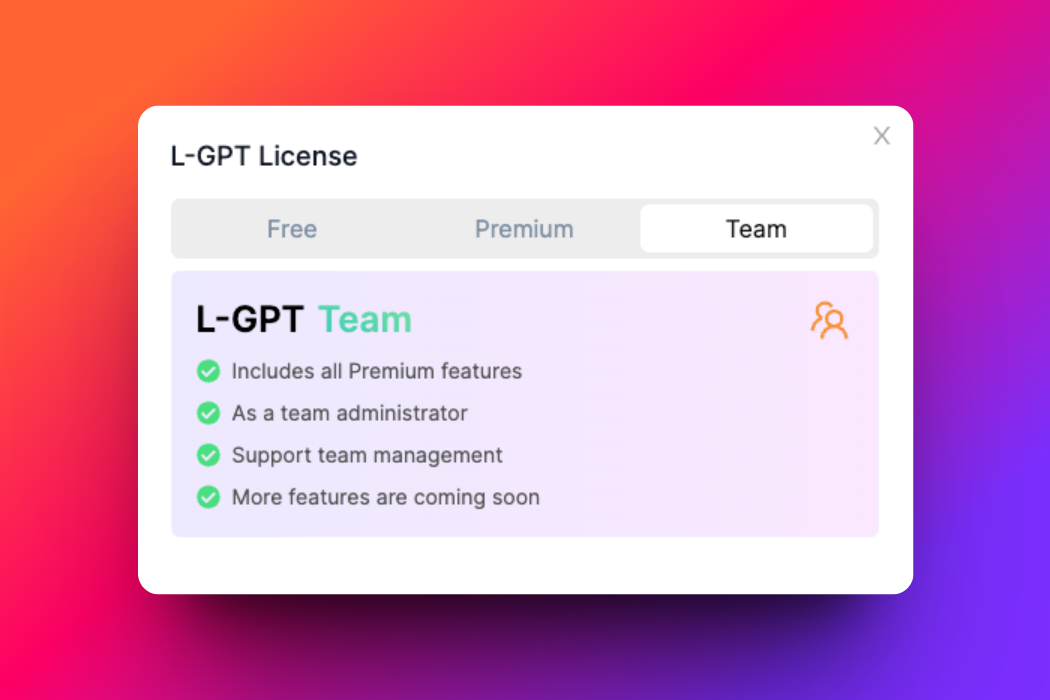 X
L-GPT License
Free Premium Team
L-GPT Team
Includes all Premium features
As a team administrator
Support team management
More features are coming soon